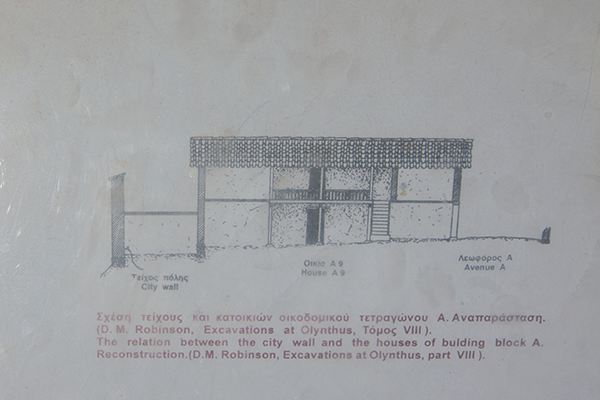 Τείχος πόλης
City wall
Οικία Α 9
House A 9
Λεωφόρος Α
Avenue A
Σχέση τείχους και κατοικιών οικοδομικού τετραγώνου Α. Αναπαράσταση.
(D. M. Robinson, Excavations at Olynthus, Τόμος VIII ).
The relation between the city wall and the houses of bulding block A.
Reconstruction.(D.M. Robinson, Excavations at Olynthus, part VIII ).